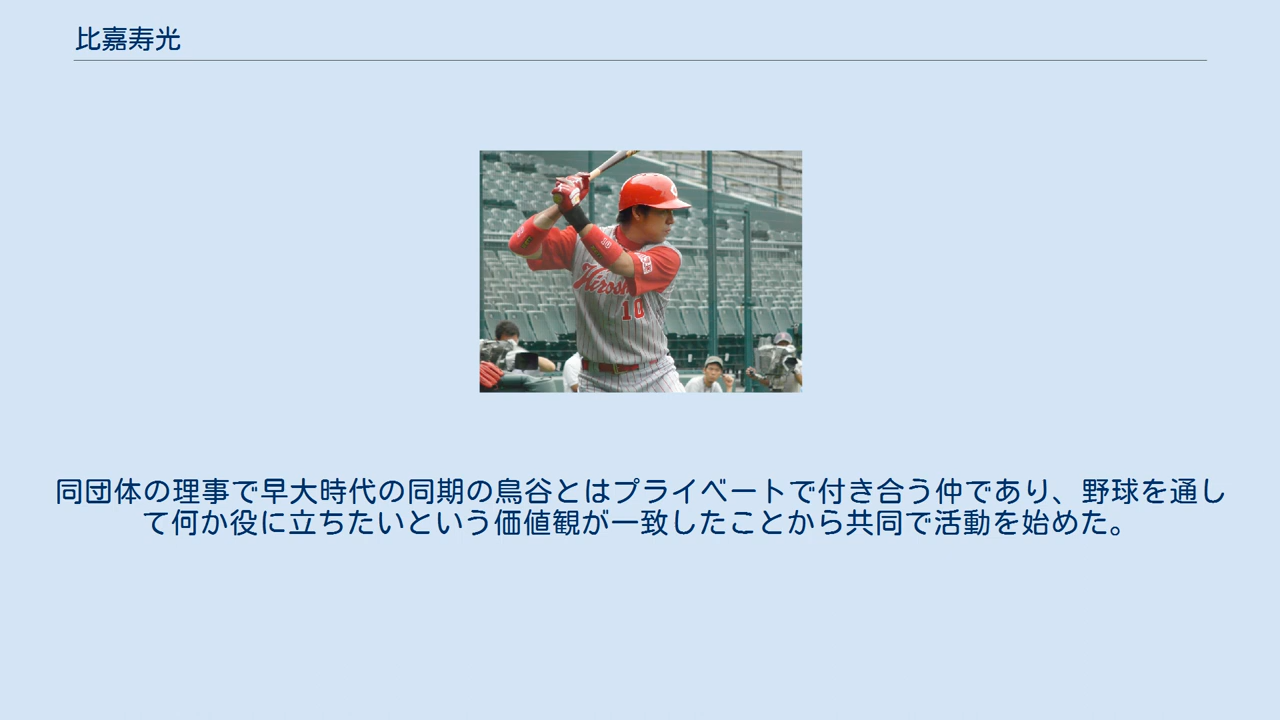 比嘉寿光
Hirosh
10
同団体の理事で早大時代の同期の鳥谷とはプライベートで付き合う仲であり、野球を通し
て何か役に立ちたいという価値観が一致したことから共同で活動を始めた。